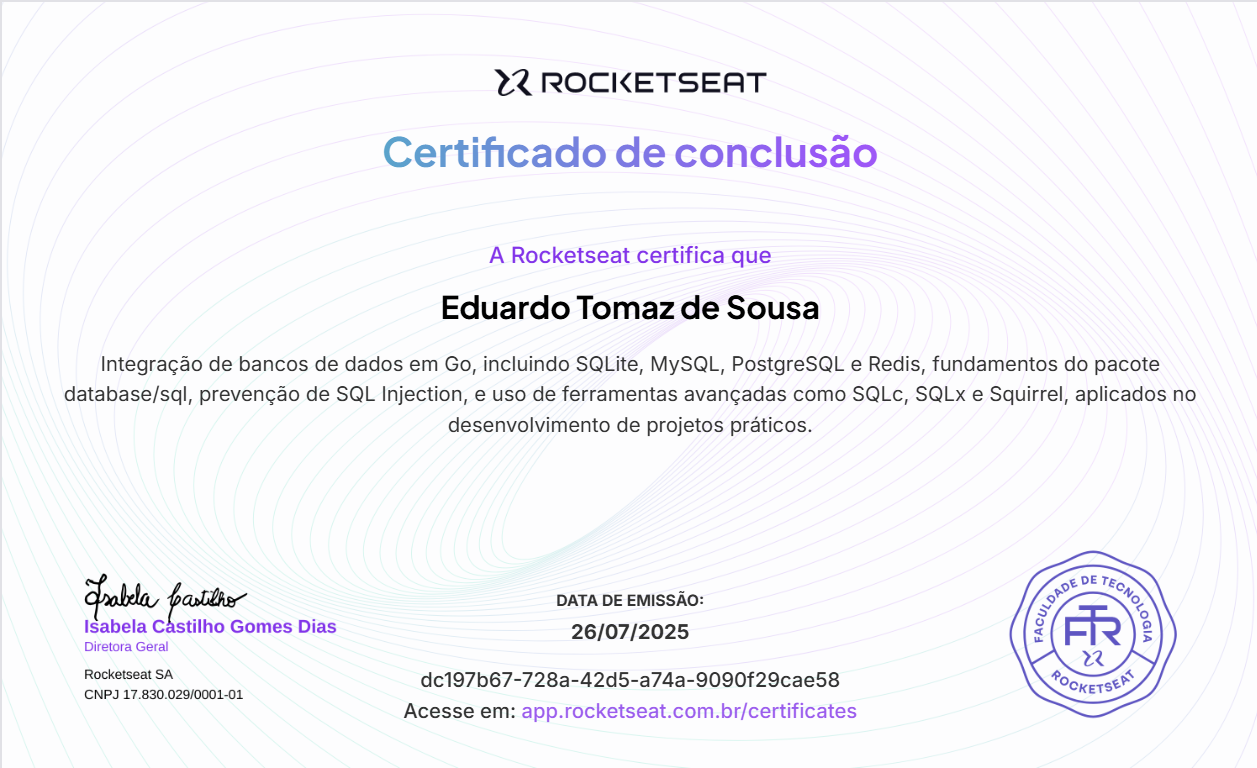 ROCKETSEAT
Certificado de conclusão
A Rocketseat certifica que
Eduardo Tomaz de Sousa
Integração de bancos de dados em Go, incluindo SQLite, MySQL, PostgreSQL e Redis, fundamentos do pacote
database/sql, prevenção de SQL Injection, e uso de ferramentas avançadas como SQLc, SQLx e Squirrel, aplicados no
desenvolvimento de projetos práticos.
Isabela Castilho
Isabela Castilho Gomes Dias
Diretora Geral
Rocketseat SA
CNPJ 17.830.029/0001-01
DATA DE EMISSÃO:
26/07/2025
dc197b67-728a-42d5-a74a-9090f29cae58
Acesse em: app.rocketseat.com.br/certificates
FACULDADE DE TECNOLOGIA
FTR
ROCKETSEAT